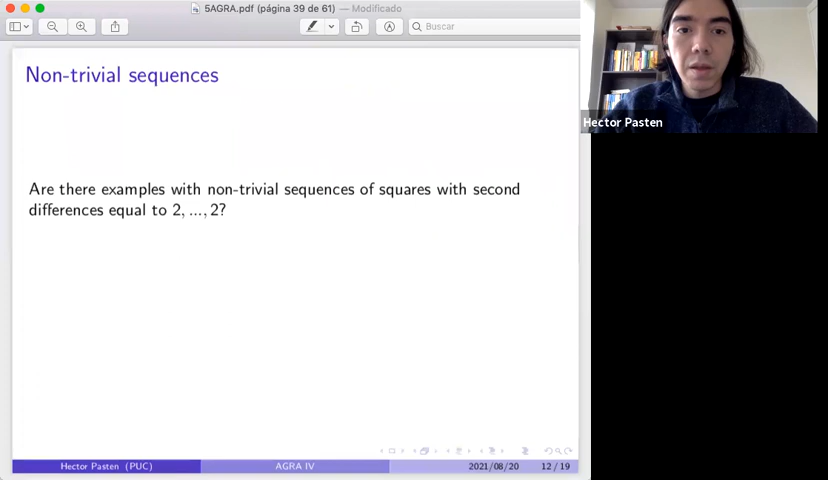 5AGRA.pdf (página 39 de 61) — Modificado
Buscar
Non-trivial sequences
Are there examples with non-trivial sequences of squares with second
differences equal to 2, ..., 2?
Hector Pasten (PUC)
AGRA IV
2021/08/20
12 / 19
Hector Pasten